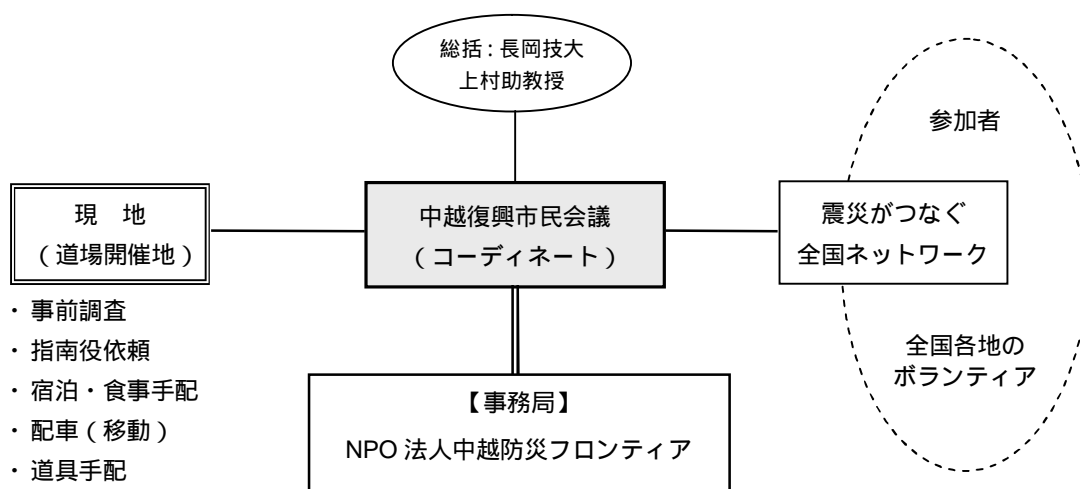 総括：長岡技大
上村助教授
参加者
現　地
（道場開催地）
中越復興市民会議
（コーディネート）
震災がつなぐ
全国ネットワーク
・ 事前調査
・ 指南役依頼
・ 宿泊・食事手配
・ 配車（移動）
・ 道具手配
【事務局】
NPO 法人中越防災フロンティア
全国各地の
ボランティア